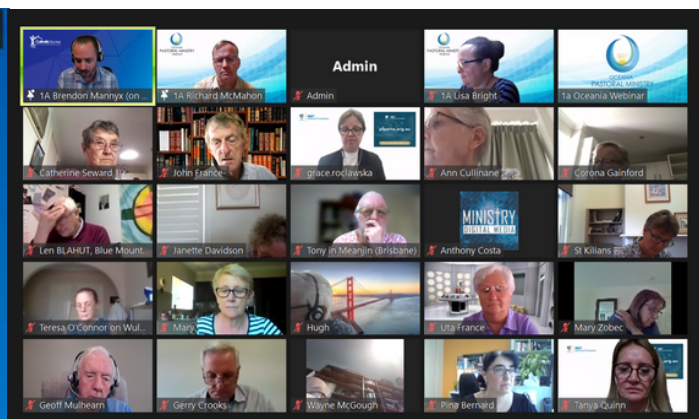 1A Brendon Mannyx (on ...
OCEANIA
PASTORAL MINISTRY
1A Richard McMahon
Admin
Admin
1A Lisa Bright
OCEANIA
PASTORAL MINISTRY
1a Oceania Webinar
Catherine Seward
John France
grace.roclawska
Ann Cullinane
Corona Gainford
Len BLAHUT, Blue Mount...
Janette Davidson
Tony in Meanjin (Brisbane)
MINISTRY
DIGITAL MEDIA
Anthony Costa
St Kilians
Teresa O Connor on Wul...
Mary
Hugh
Uta France
Mary Zobec
Geoff Mulhearn
Gerry Crooks
Wayne McGough
Pina Bernard
Tanya Quinn